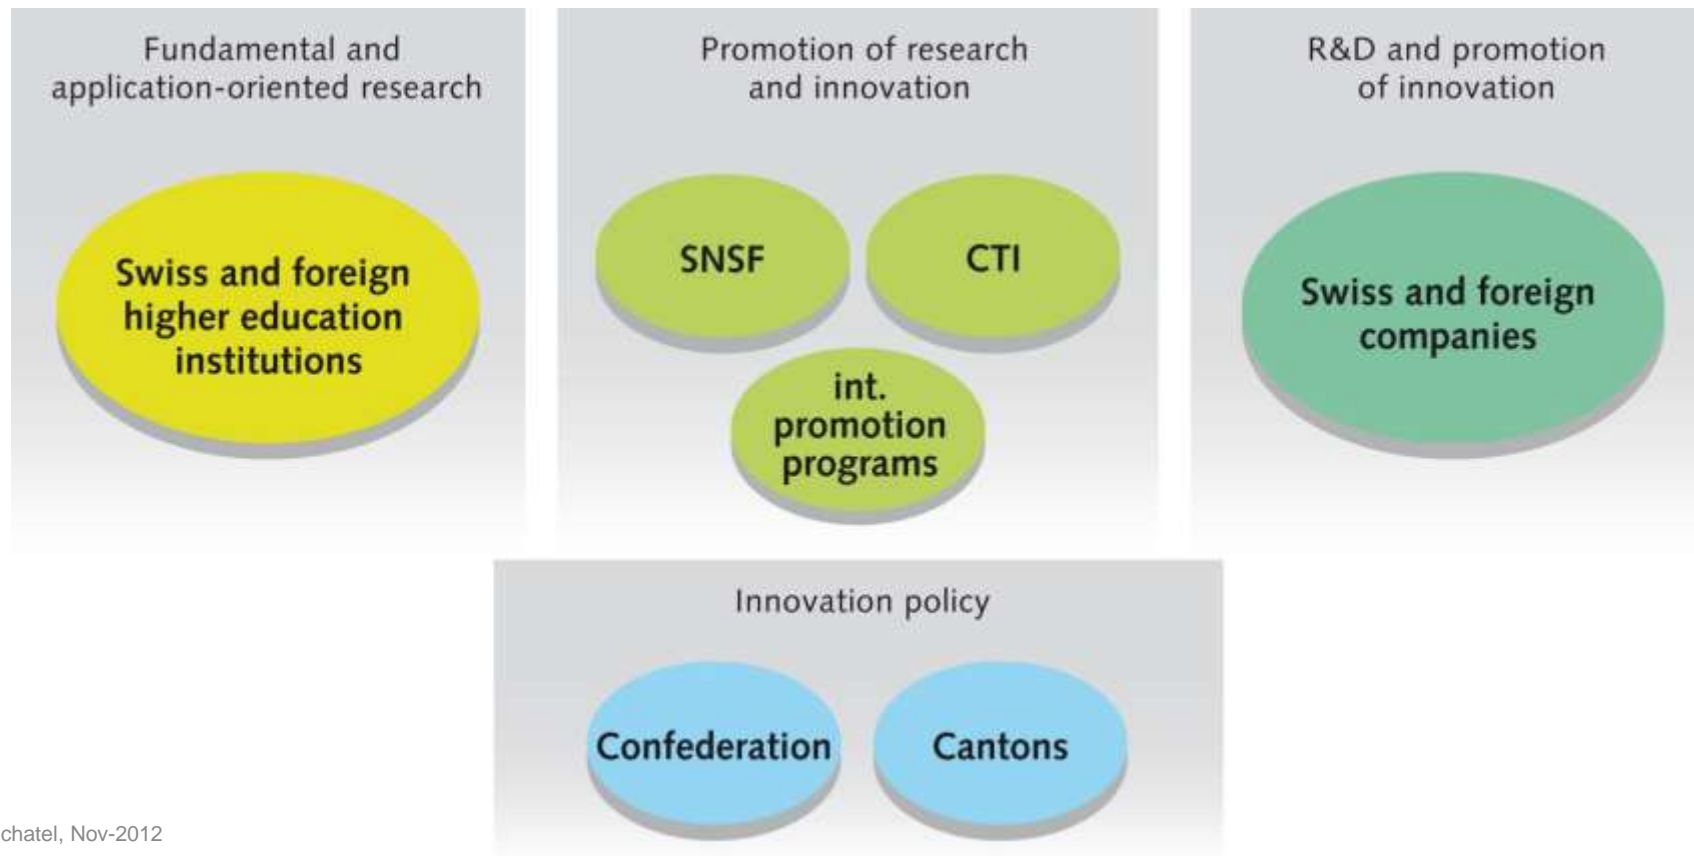 Fundamental and
application-oriented research
Swiss and foreign
higher education
institutions
Promotion of research
and innovation
SNSF
CTI
int.
promotion
programs
R&D and promotion
of innovation
Swiss and foreign
companies
Innovation policy
Confederation
Cantons
chatel, Nov-2012